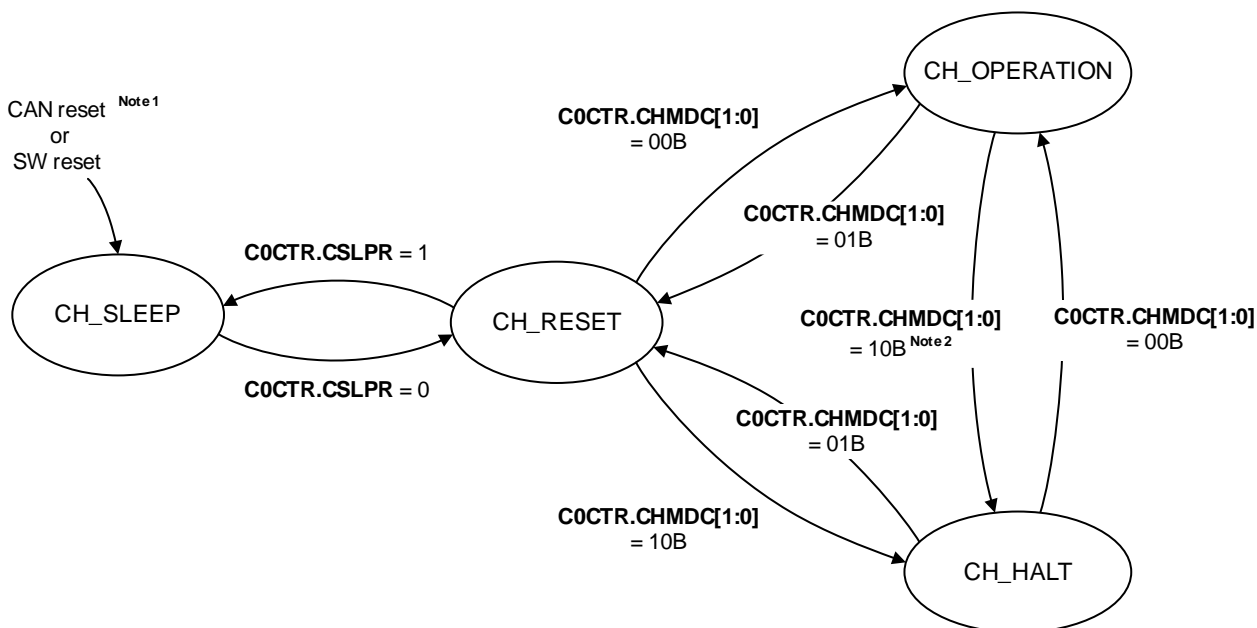 CH_OPERATION
CAN reset Note 1
or
SW reset
C0CTR.CHMDC[1:0]
= 00B
C0CTR.CHMDC[1:0]
= 01B
C0CTR.CSLPR = 1
CH_SLEEP
CH_RESET
C0CTR.CHMDC[1:0]
= 10B Note 2
C0CTR.CHMDC[1:0]
= 00B
C0CTR.CSLPR = 0
C0CTR.CHMDC[1:0]
= 01B
C0CTR.CHMDC[1:0]
= 10B
CH_HALT